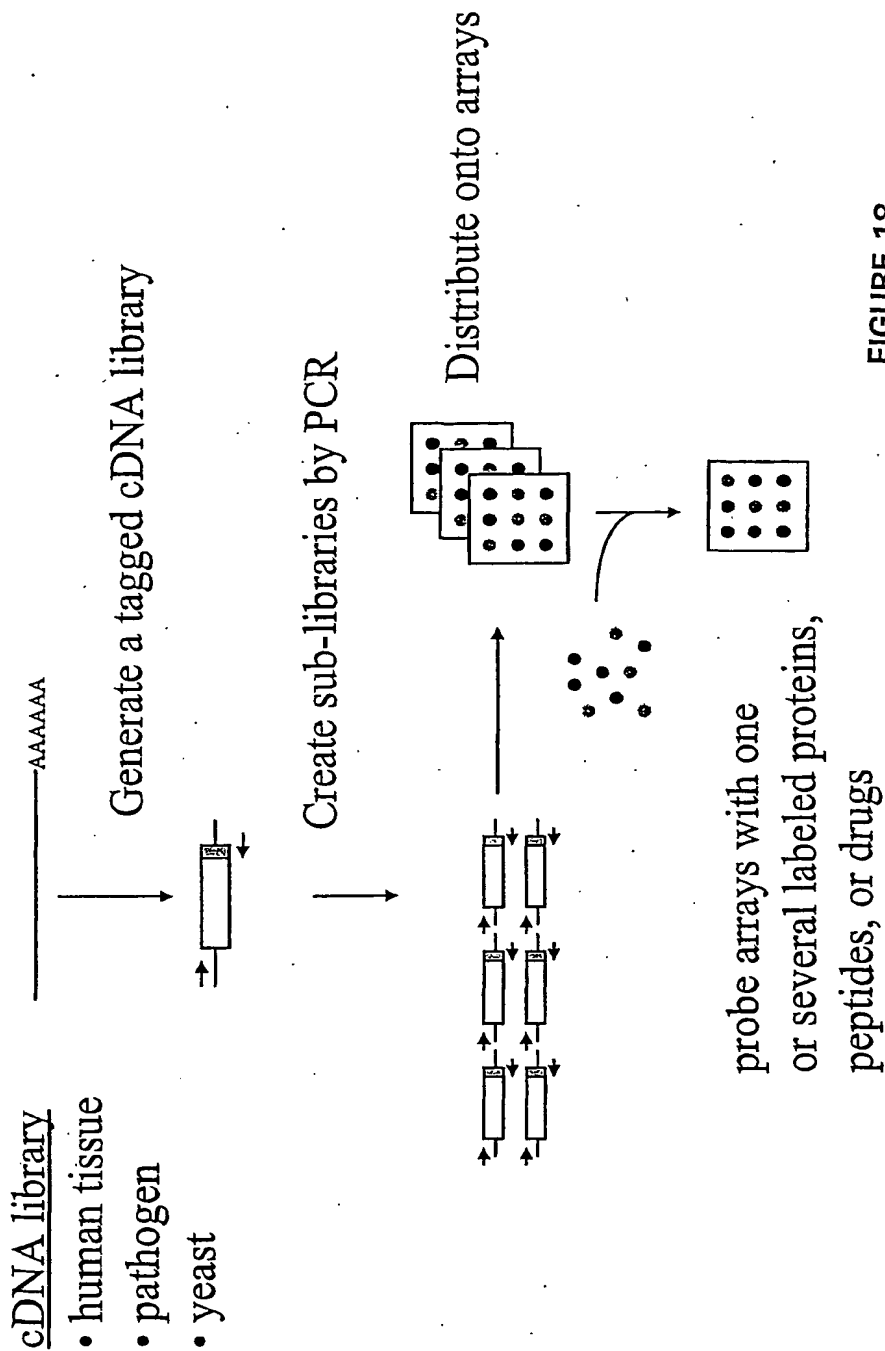 cDNA library
• human tissue
• pathogen
• yeast
AAAAAAA
Generate a tagged cDNA library
Create sub-libraries by PCR
Distribute onto arrays
probe arrays with one
or several labeled proteins,
peptides, or drugs